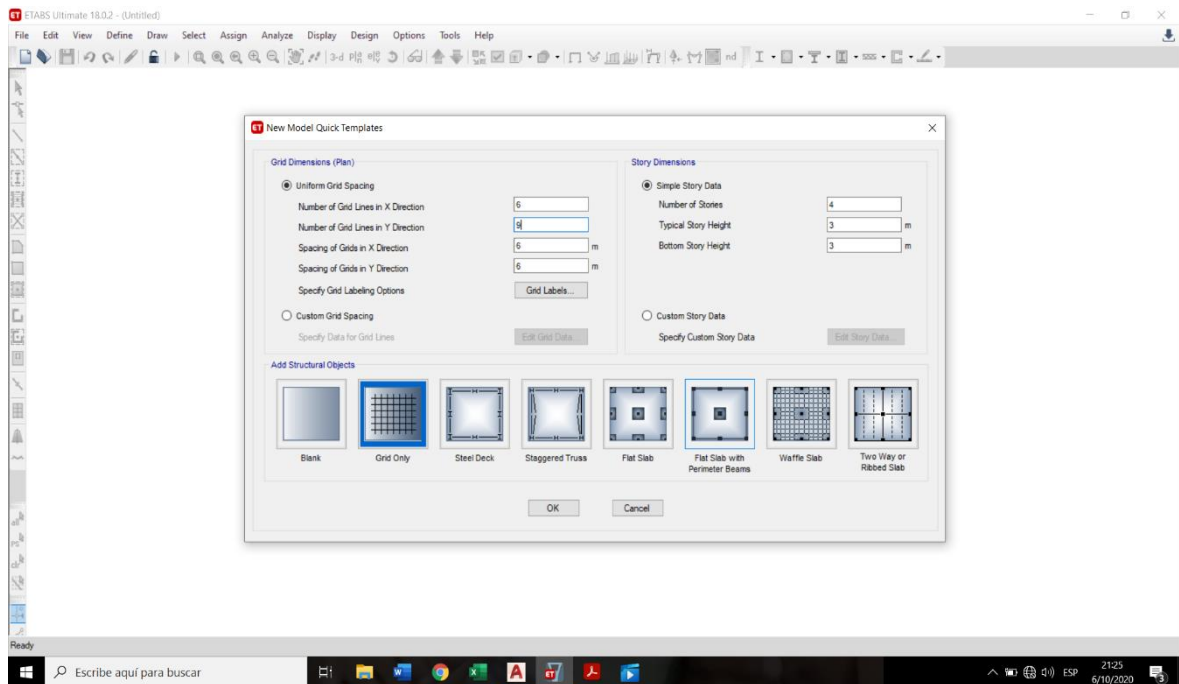 ET ETABS Ultimate 18.0.2 - (Untitled)
File Edit View Define Draw Select Assign Analyze Display Design Options Tools Help
3-d nd
ET New Model Quick Templates
Grid Dimensions (Plan)
Story Dimensions
Uniform Grid Spacing
Simple Story Data
Number of Grid Lines in X Direction 6
Number of Stories 4
Number of Grid Lines in Y Direction 9
Typical Story Height 3 m
Spacing of Grids in X Direction 6 m
Bottom Story Height 3 m
Spacing of Grids in Y Direction 6 m
Specify Grid Labeling Options Grid Labels...
Custom Grid Spacing
Custom Story Data
Specify Data for Grid Lines Edit Grid Data...
Specify Custom Story Data Edit Story Data...
Add Structural Objects
Blank
Grid Only
Steel Deck
Staggered Truss
Flat Slab
Flat Slab with
Perimeter Beams
Waffle Slab
Two Way or
Ribbed Slab
OK Cancel
Ready
Escribe aquí para buscar
ESP
21:25
6/10/2020
3